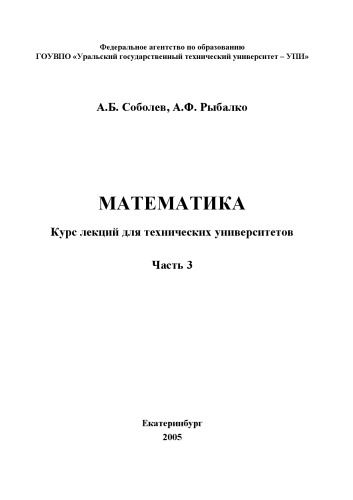 Федеральное агентство по образованию
ГОУВПО «Уральский государственный технический университет – УПИ»
А.Б. Соболев, А.Ф. Рыбалко
МАТЕМАТИКА
Курс лекций для технических университетов
Часть 3
Екатеринбург
2005